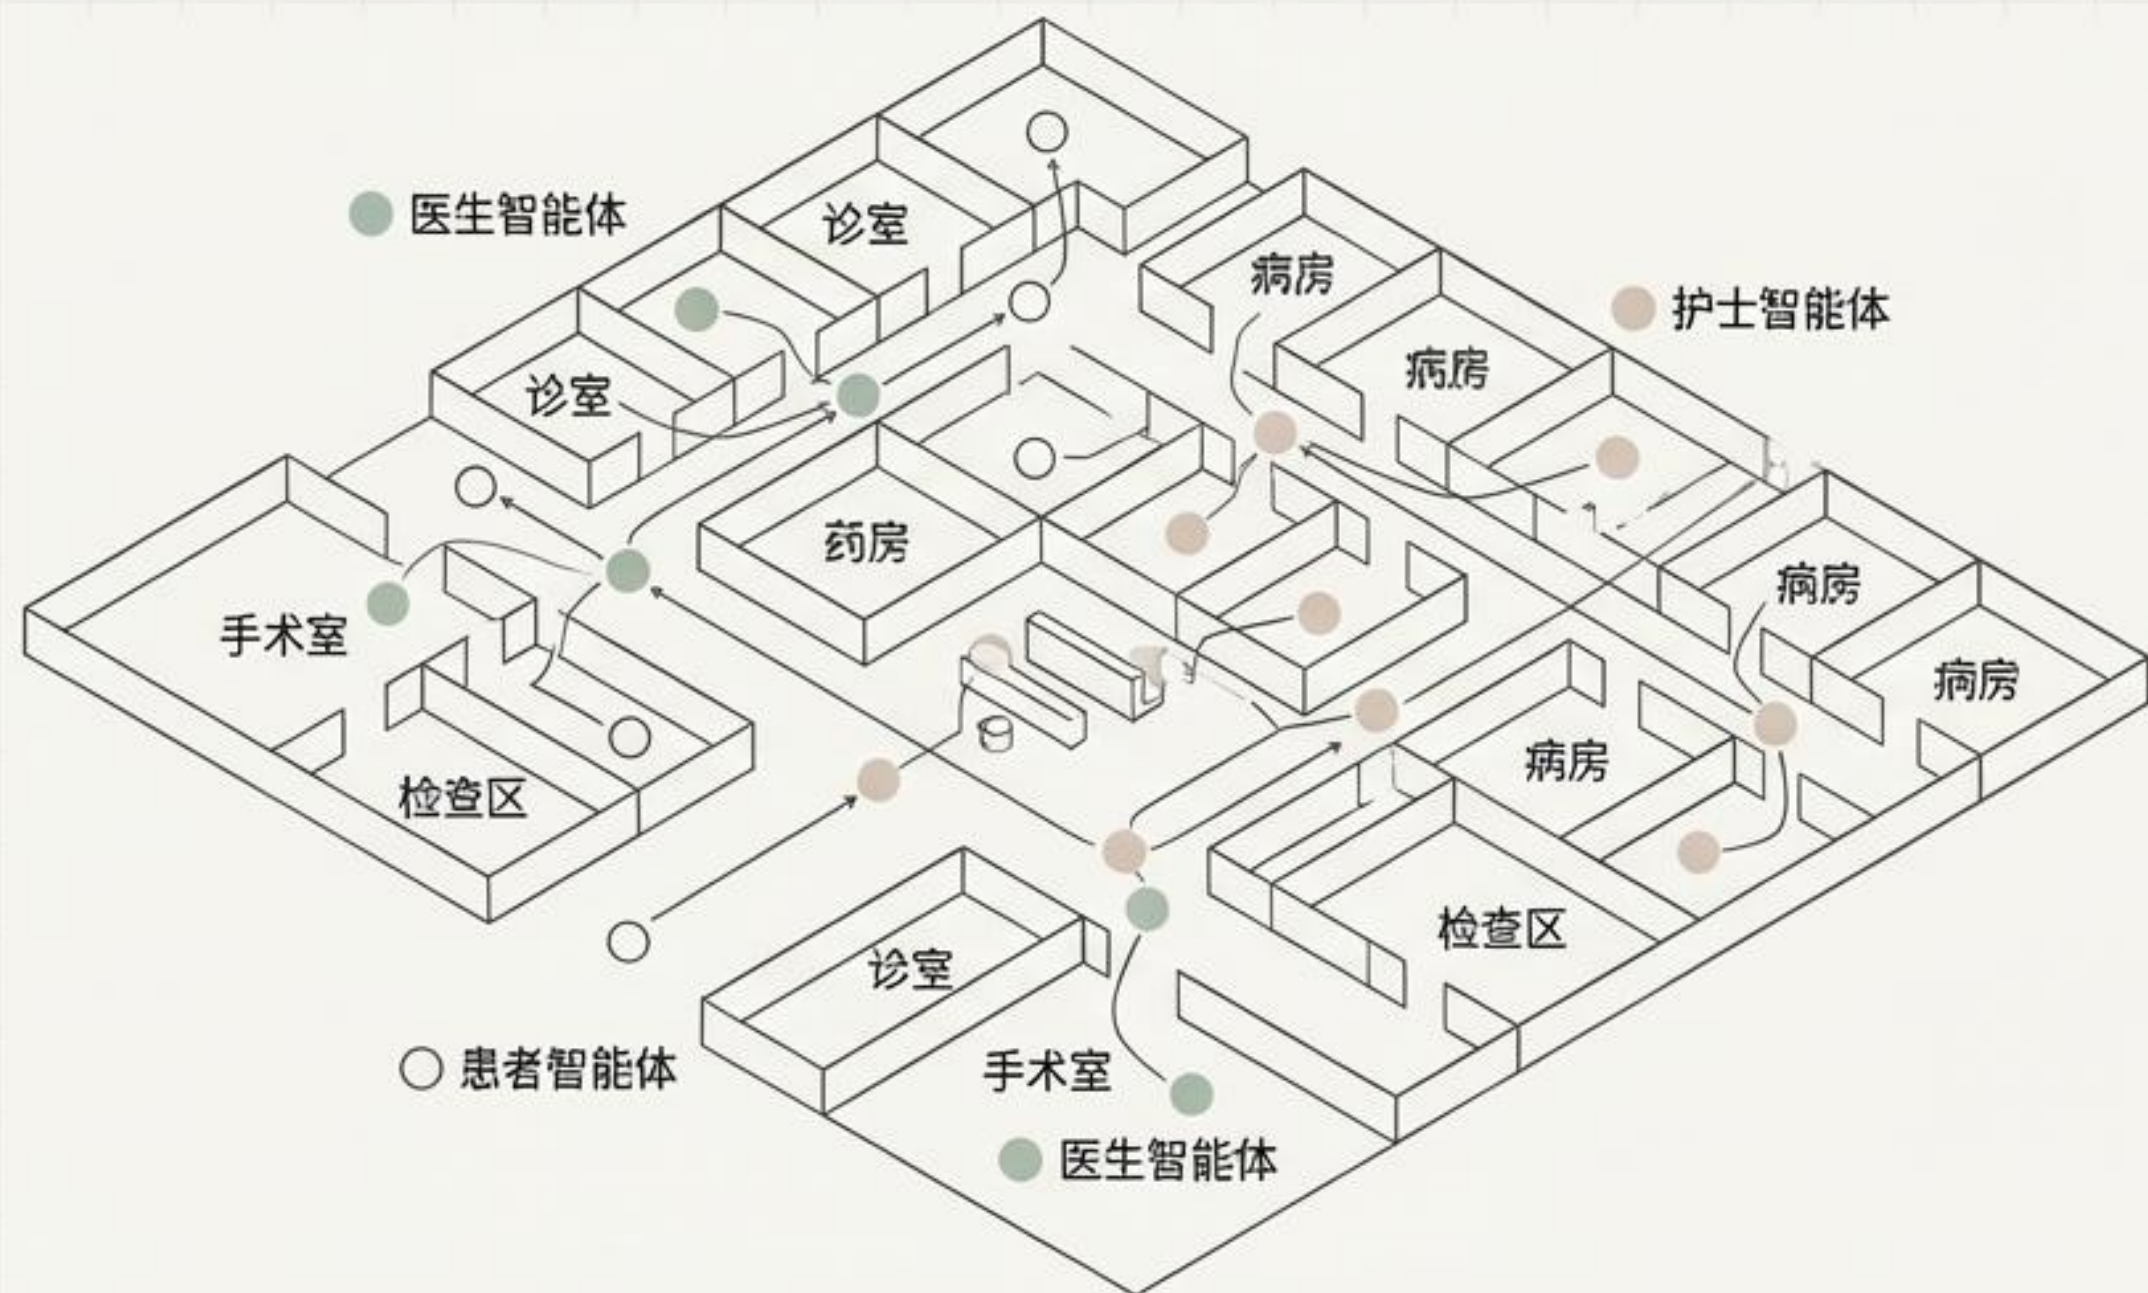 医生智能体
诊室
病房
护士智能体
病房
诊室
药房
手术室
病房
病房
病房
检查区
检查区
诊室
患者智能体
手术室
医生智能体